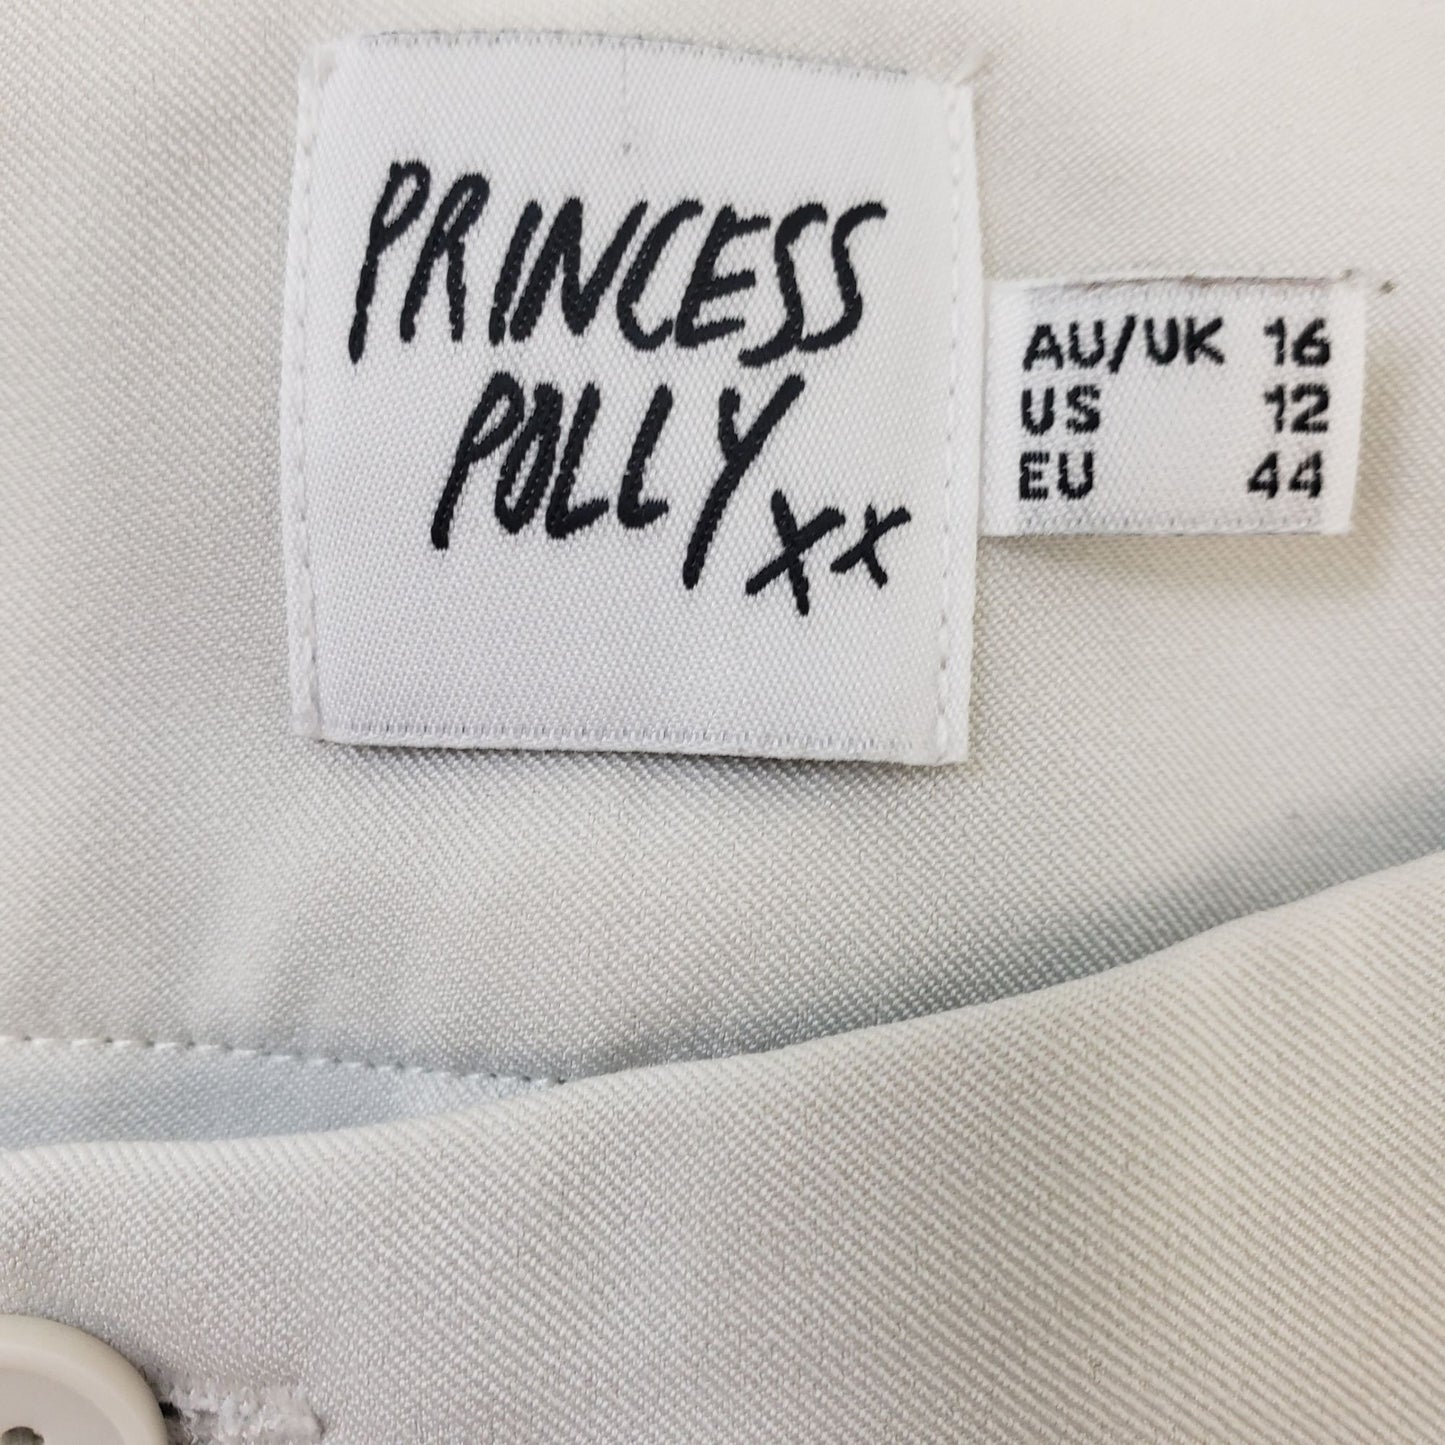 PRINCESS
POLLY xx
AU/UK 16
US 12
EU 44